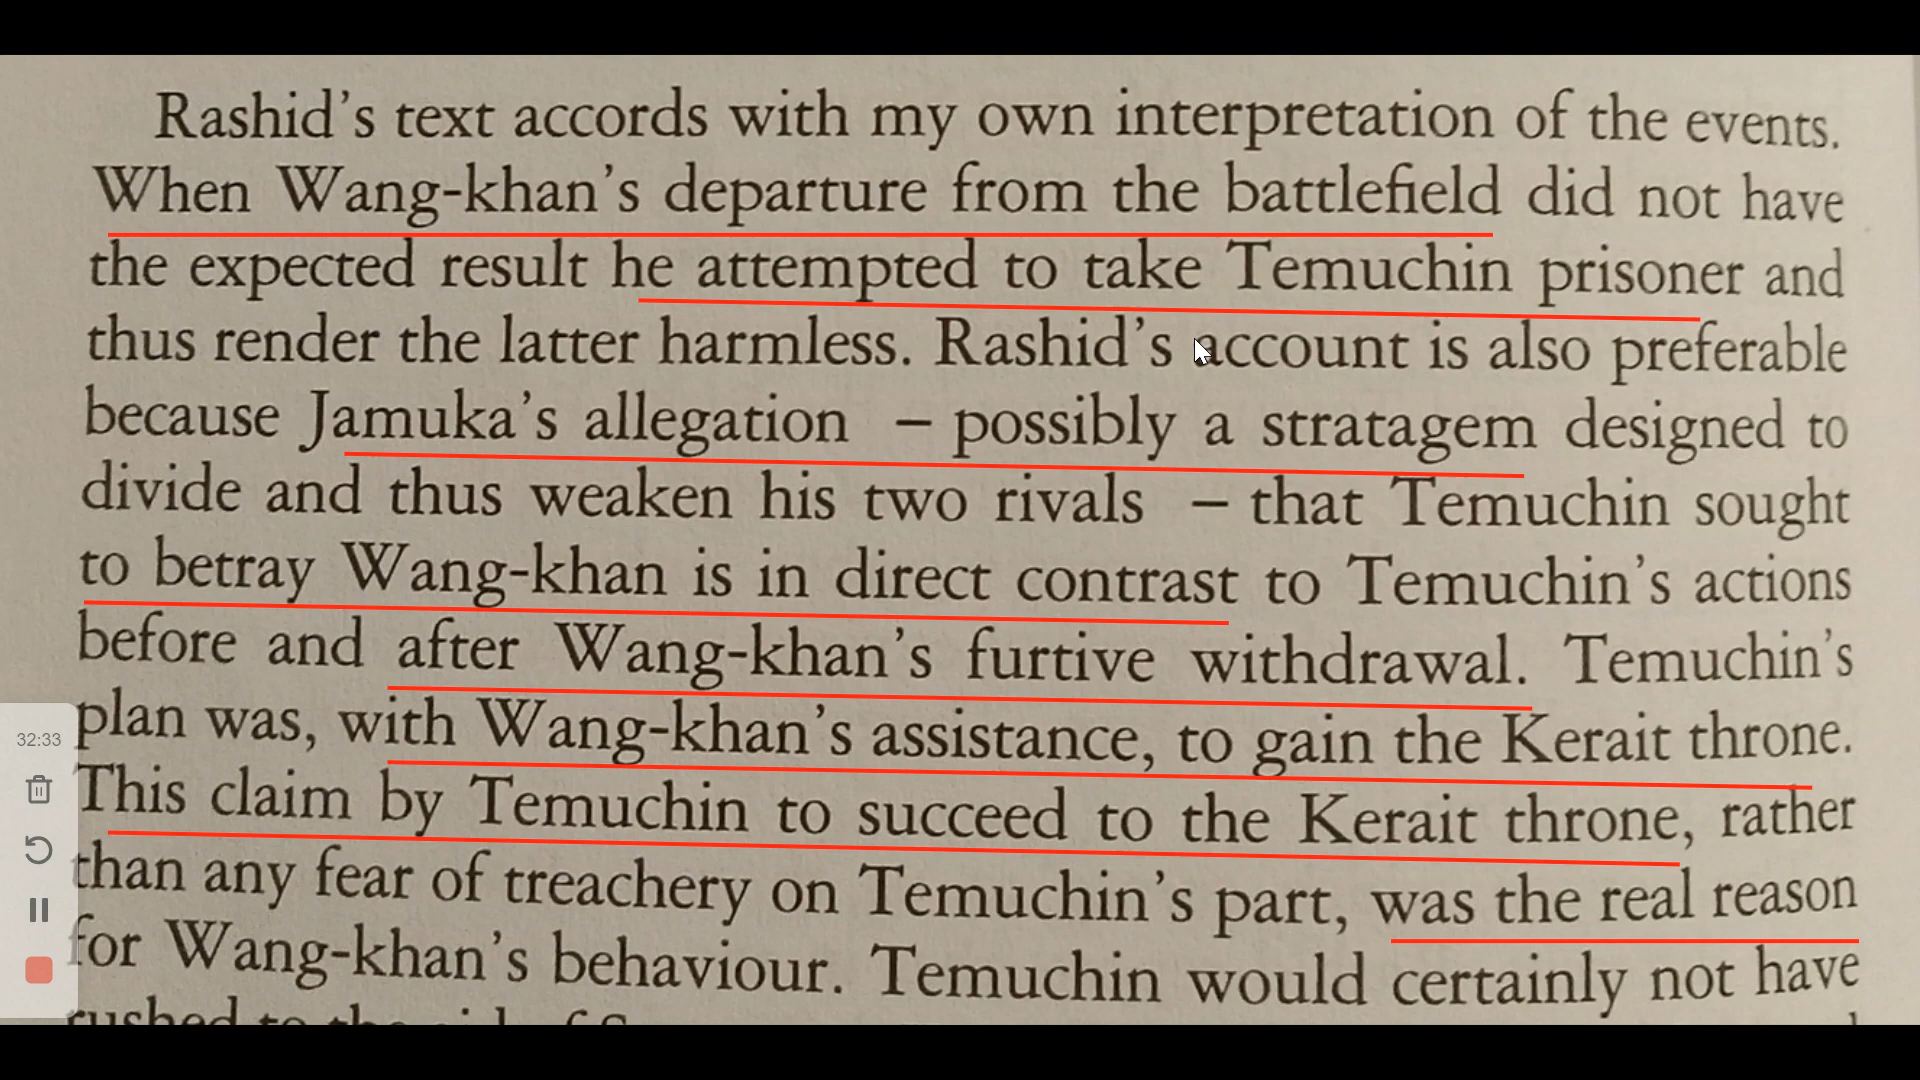 Rashid's text accords with my own interpretation of the events.
When Wang-khan's departure from the battlefield did not have
the expected result he attempted to take Temuchin prisoner and
thus render the latter harmless. Rashid's account is also preferable
because Jamuka's allegation – possibly a stratagem designed to
divide and thus weaken his two rivals – that Temuchin sought
to betray Wang-khan is in direct contrast to Temuchin's actions
before and after Wang-khan's furtive withdrawal. Temuchin's
plan was, with Wang-khan's assistance, to gain the Kerait throne.
This claim by Temuchin to succeed to the Kerait throne, rather
than any fear of treachery on Temuchin's part, was the real reason
for Wang-khan's behaviour. Temuchin would certainly not have
rushed to the
32:33